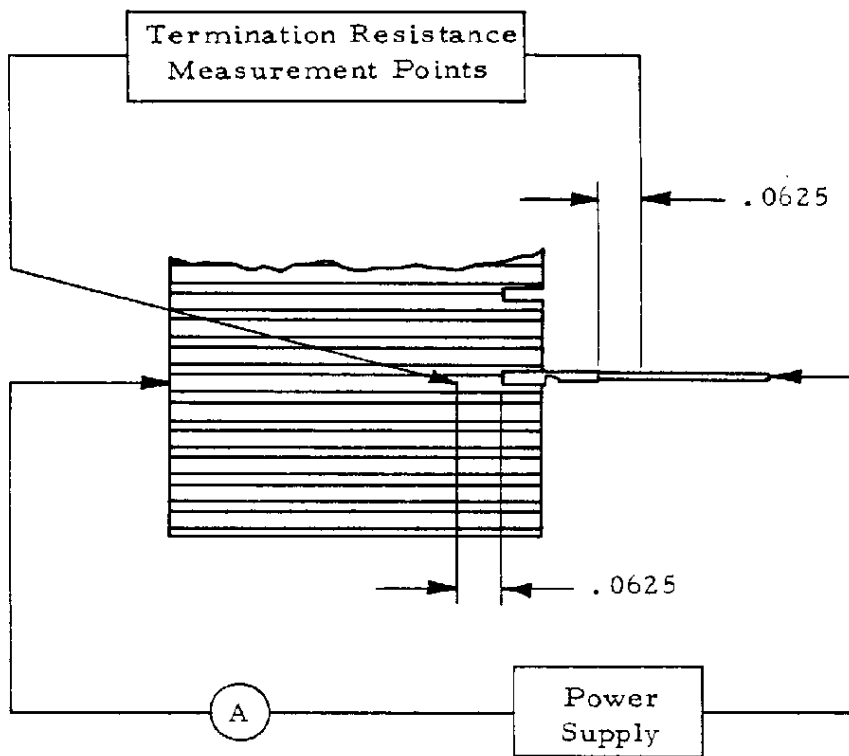 Termination Resistance
Measurement Points
.0625
.0625
A
Power
Supply